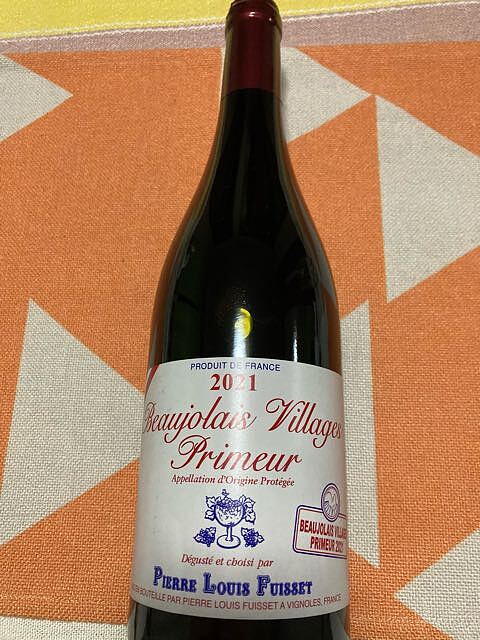 PRODUIT DE FRANCE
2021
Beaujolais Villages
Primeur
Appellation d'Origine Protégée
BEAUJOLAIS VILLAGES
PRIMEUR 2021
Dégusté et choisi par
PIERRE LOUIS FUISSET
EN BOUTEILLE PAR PIERRE LOUIS FUISSET A VIGNOLES, FRANCE